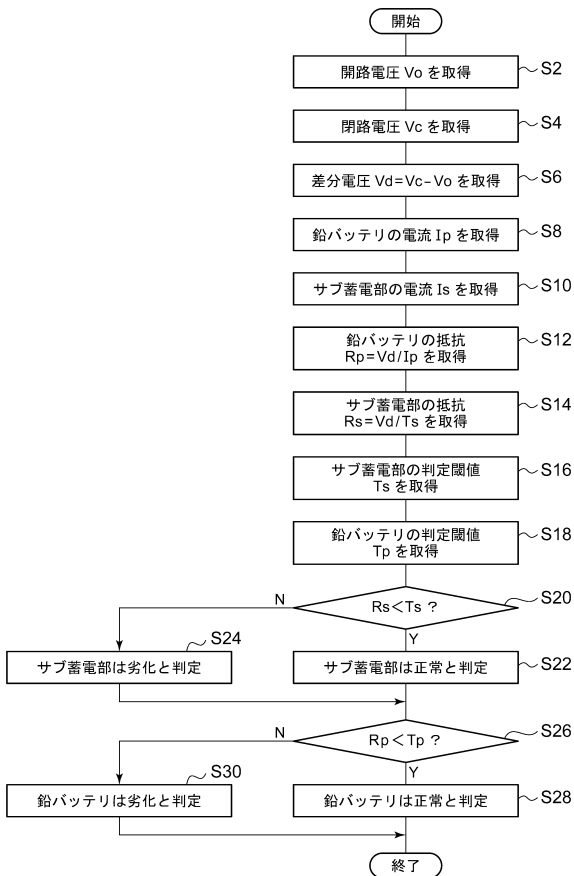 開始
開路電圧 Vo を取得
S2
閉路電圧 Vc を取得
S4
差分電圧 Vd=Vc−Vo を取得
S6
鉛バッテリの電流 Ip を取得
S8
サブ蓄電部の電流 Is を取得
S10
鉛バッテリの抵抗
Rp=Vd/Ip を取得
S12
サブ蓄電部の抵抗
Rs=Vd/Ts を取得
S14
サブ蓄電部の判定閾値
Ts を取得
S16
鉛バッテリの判定閾値
Tp を取得
S18
Rs<Ts ?
S20
N
Y
サブ蓄電部は劣化と判定
S24
サブ蓄電部は正常と判定
S22
Rp<Tp ?
S26
N
Y
鉛バッテリは劣化と判定
S30
鉛バッテリは正常と判定
S28
終了